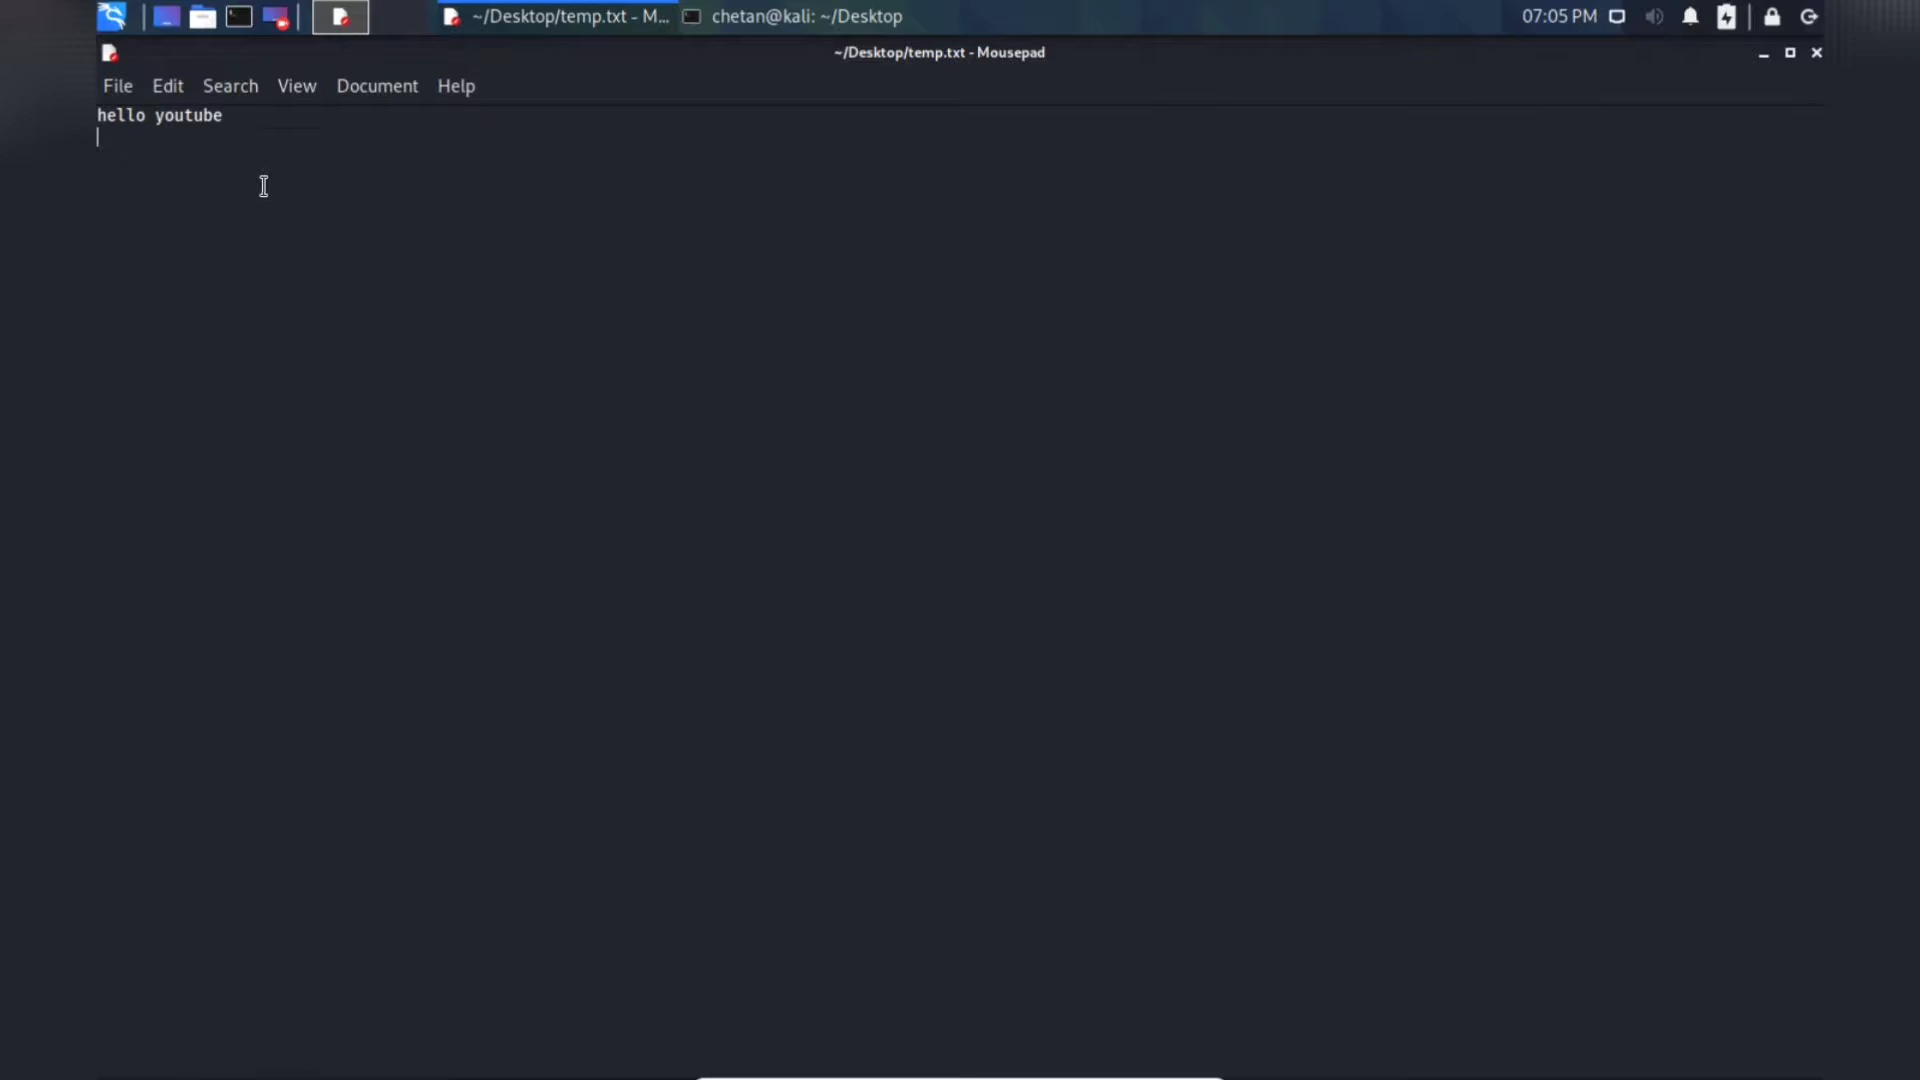 ~/Desktop/temp.txt - M...
chetan@kali: ~/Desktop
07:05 PM
~/Desktop/temp.txt - Mousepad
File Edit Search View Document Help
hello youtube